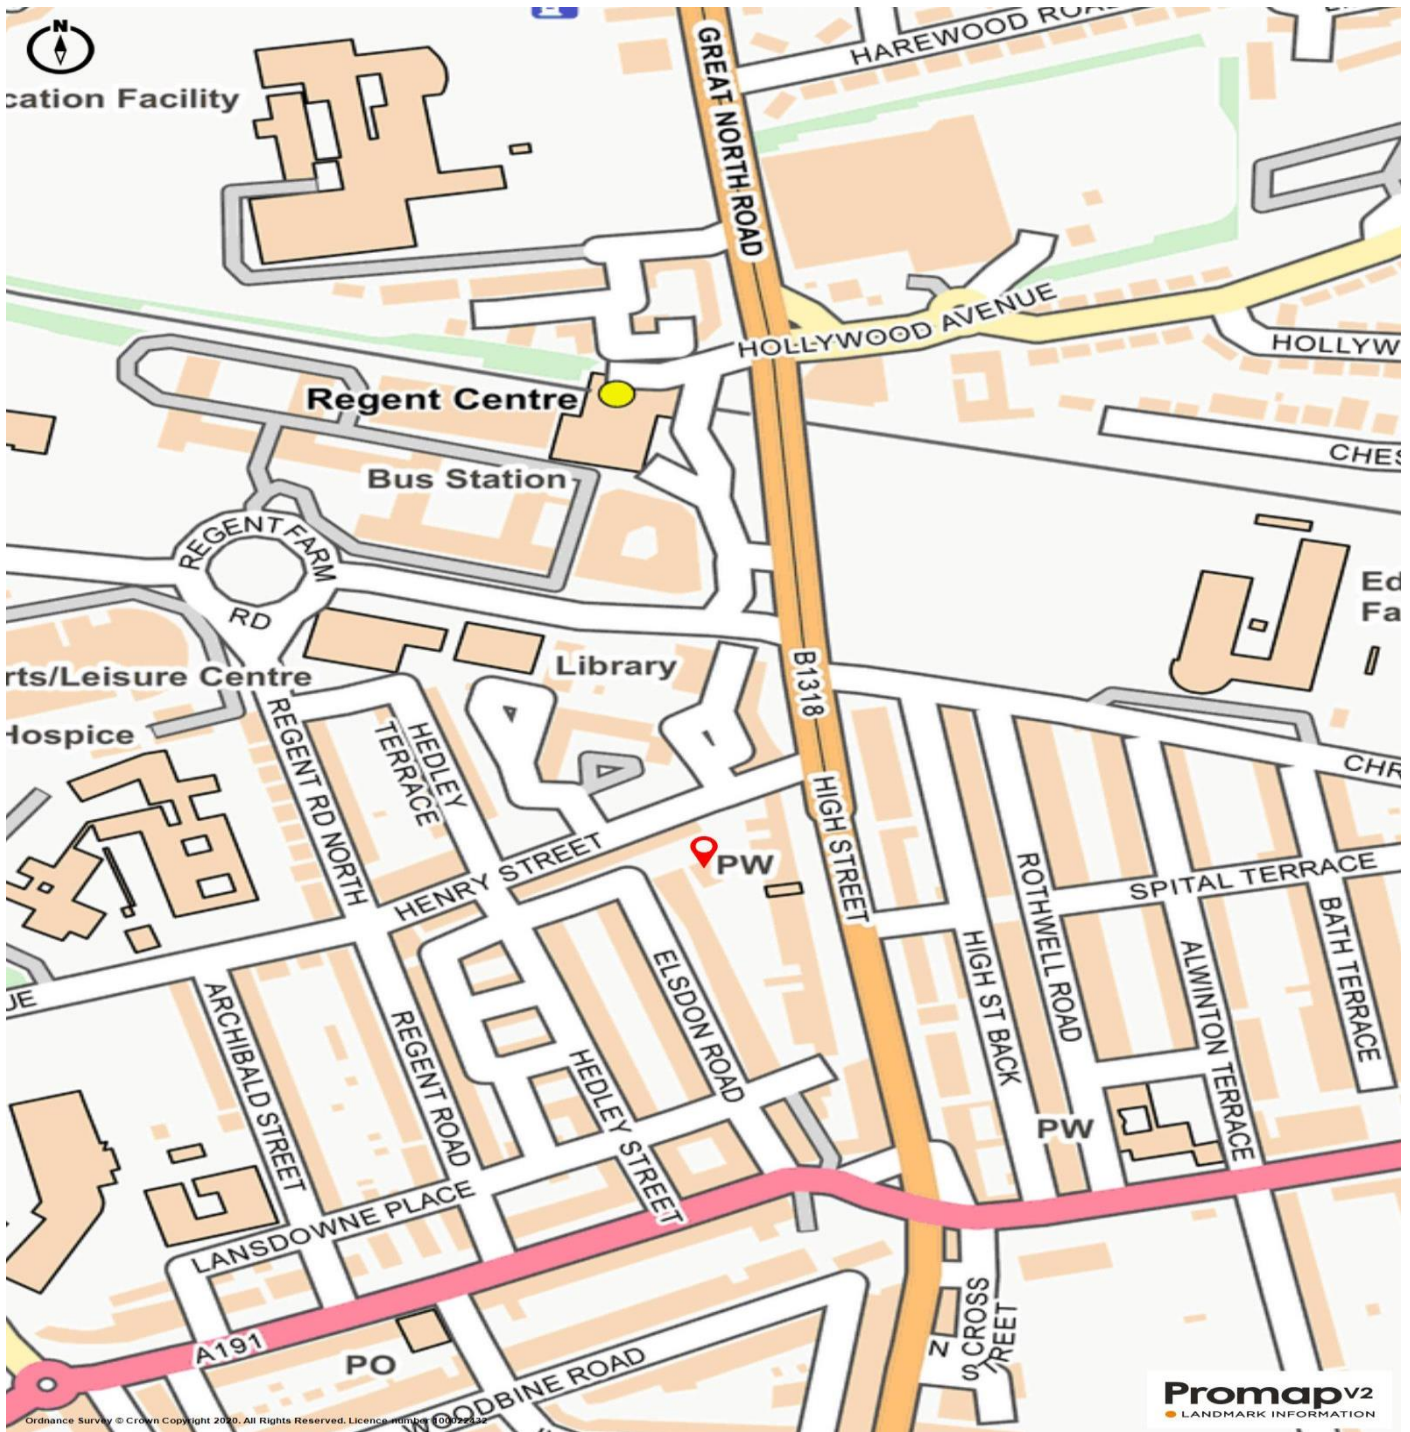 N
GREAT NORTH ROAD
HAREWOOD ROA
cation Facility
HOLLYWOOD AVENUE
HOLLYW
Regent Centre
CHES
Bus Station
REGENT FARM
RD
Ed
Fa
B1318
Library
rts/Leisure Centre
Hospice
REGENT RD NORTH
HEDLEY
TERRACE
CHR
HIGH STREET
HENRY STREET
PW
ROTHWELL ROAD
SPITAL TERRACE
BATH TERRACE
HIGH ST BACK
ALWINTON TERRACE
ELSDON ROAD
UE
ARCHIBALD STREET
REGENT ROAD
HEDLEY STREET
PW
LANSDOWNE PLACE
A191
PO
WOODBINE ROAD
N
S CROSS
STREET
Promap V2
LANDMARK INFORMATION
Ordnance Survey © Crown Copyright 2020. All Rights Reserved. Licence number 100022432